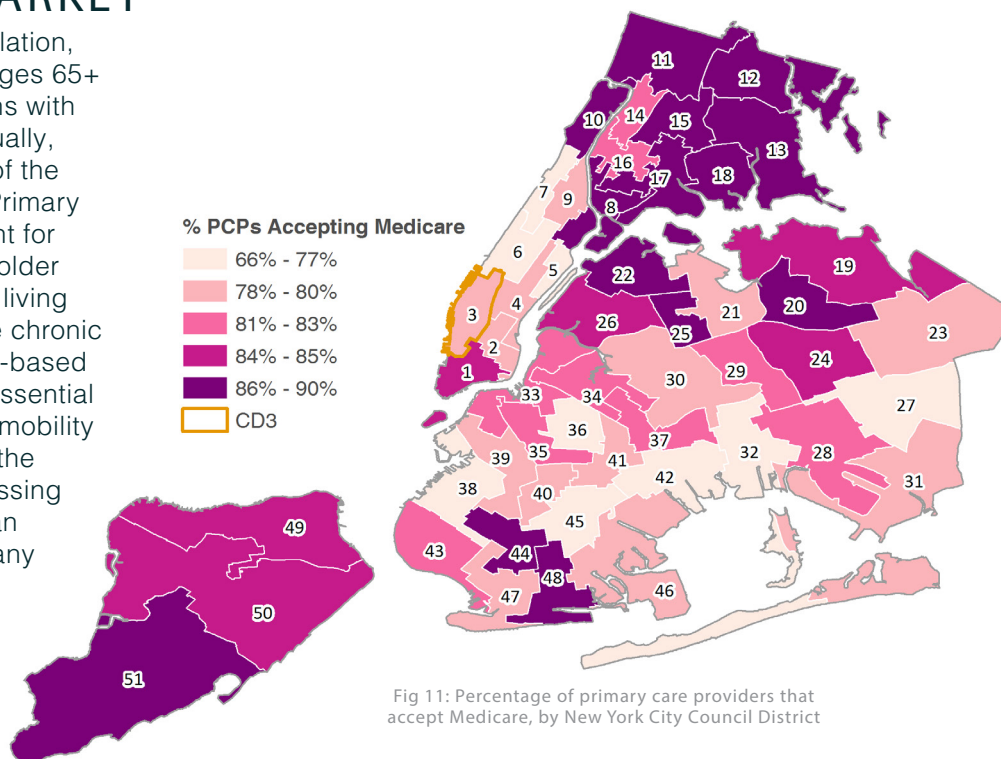 ARKET
lation,
ges 65+
ns with
ually,
of the
Primary
nt for
older
living
e chronic
-based
ssential
mobility
the
ssing
an
any
% PCPs Accepting Medicare
66% - 77%
78% - 80%
81% - 83%
84% - 85%
86% - 90%
CD3
11
12
10
14
15
13
16
17
18
7
9
8
6
5
22
19
3
4
20
26
21
25
23
2
1
24
29
30
33
34
27
36
37
28
39
35
41
32
42
31
38
40
45
43
44
48
47
46
49
50
51
Fig 11: Percentage of primary care providers that
accept Medicare, by New York City Council District